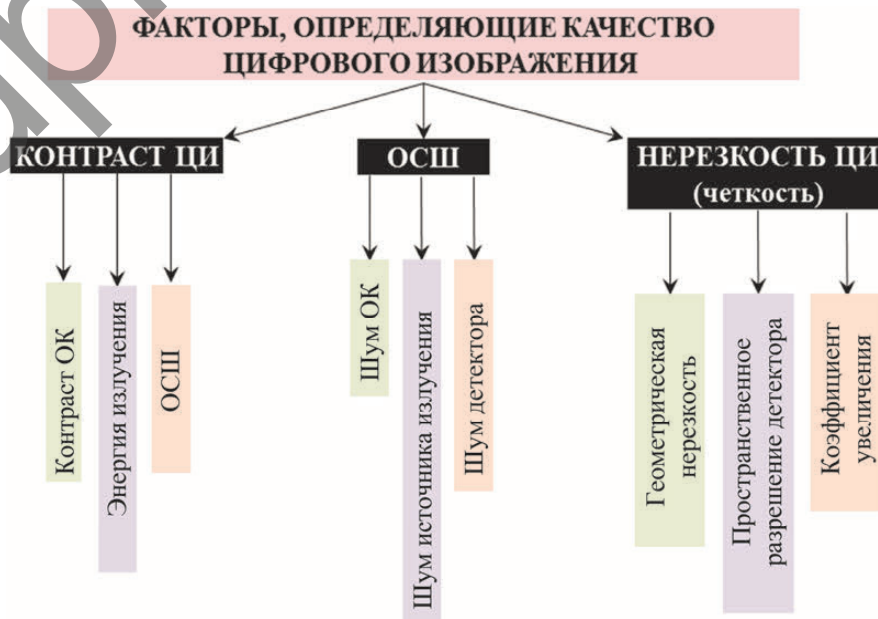 ФАКТОРЫ, ОПРЕДЕЛЯЮЩИЕ КАЧЕСТВО
ЦИФРОВОГО ИЗОБРАЖЕНИЯ
КОНТРАСТ ЦИ
ОСШ
НЕРЕЗКОСТЬ ЦИ
(четкость)
Контраст ОК
Энергия излучения
ОСШ
Шум ОК
Шум источника излучения
Шум детектора
Геометрическая
нерезкость
Пространственное
разрешение детектора
Коэффициент
увеличения